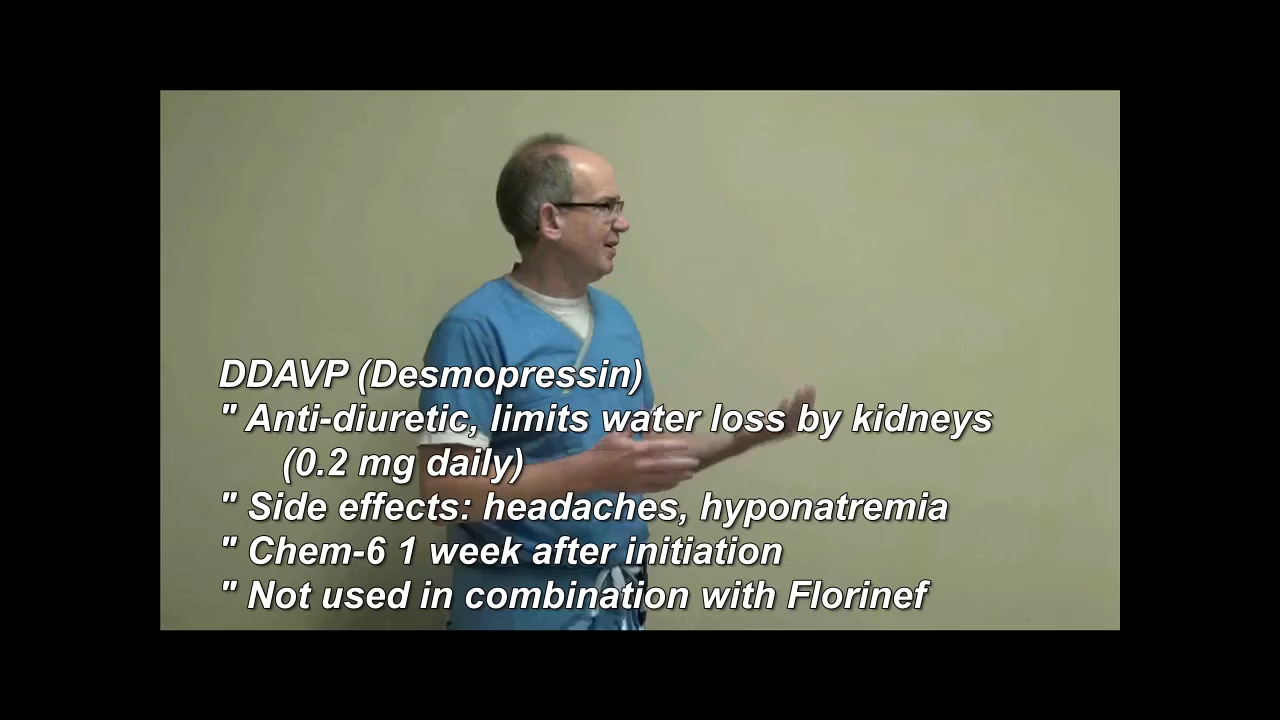 DDAVP (Desmopressin)
" Anti-diuretic, limits water loss by kidneys
(0.2 mg daily)
" Side effects: headaches, hyponatremia
" Chem-6 1 week after initiation
" Not used in combination with Florinef